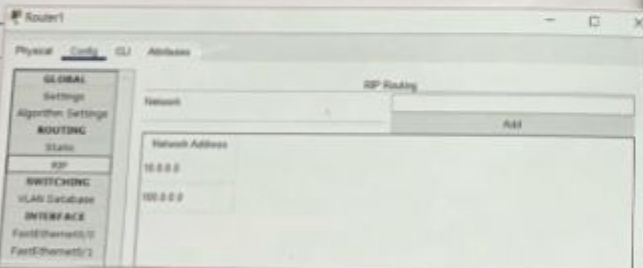 Router1
Physical Config CLI Attributes
GLOBAL
Settings
Algorithm Settings
ROUTING
Static
RIP
SWITCHING
VLAN Database
INTERFACE
FastEthernet0/0
FastEthernet0/1
RIP Routing
Network
Add
Network Address
10.0.0.0
100.0.0.0